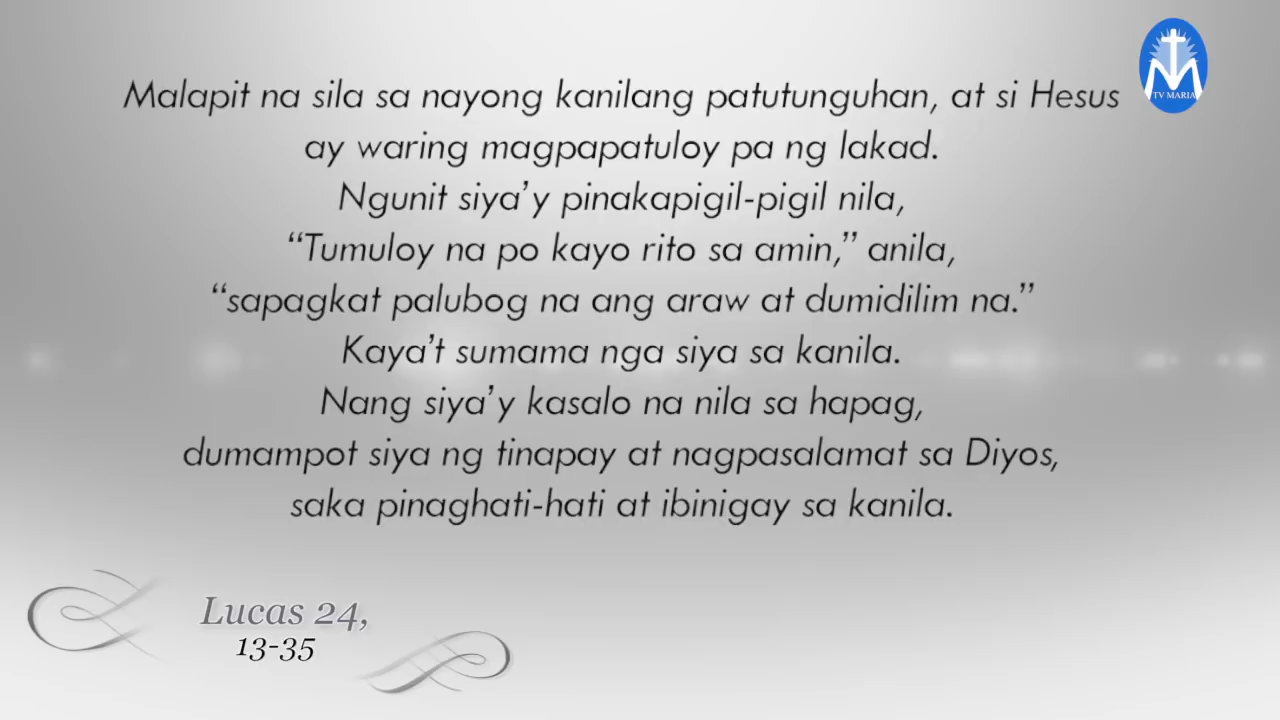 Malapit na sila sa nayong kanilang patutunguhan, at si Hesus
ay waring magpapatuloy pa ng lakad.
Ngunit siya’y pinakapigil-pigil nila,
“Tumuloy na po kayo rito sa amin,” anila,
“sapagkat palubog na ang araw at dumidilim na.”
Kaya’t sumama nga siya sa kanila.
Nang siya’y kasalo na nila sa hapag,
dumampot siya ng tinapay at nagpasalamat sa Diyos,
saka pinaghati-hati at ibinigay sa kanila.
Lucas 24,
13-35
TV MARIA